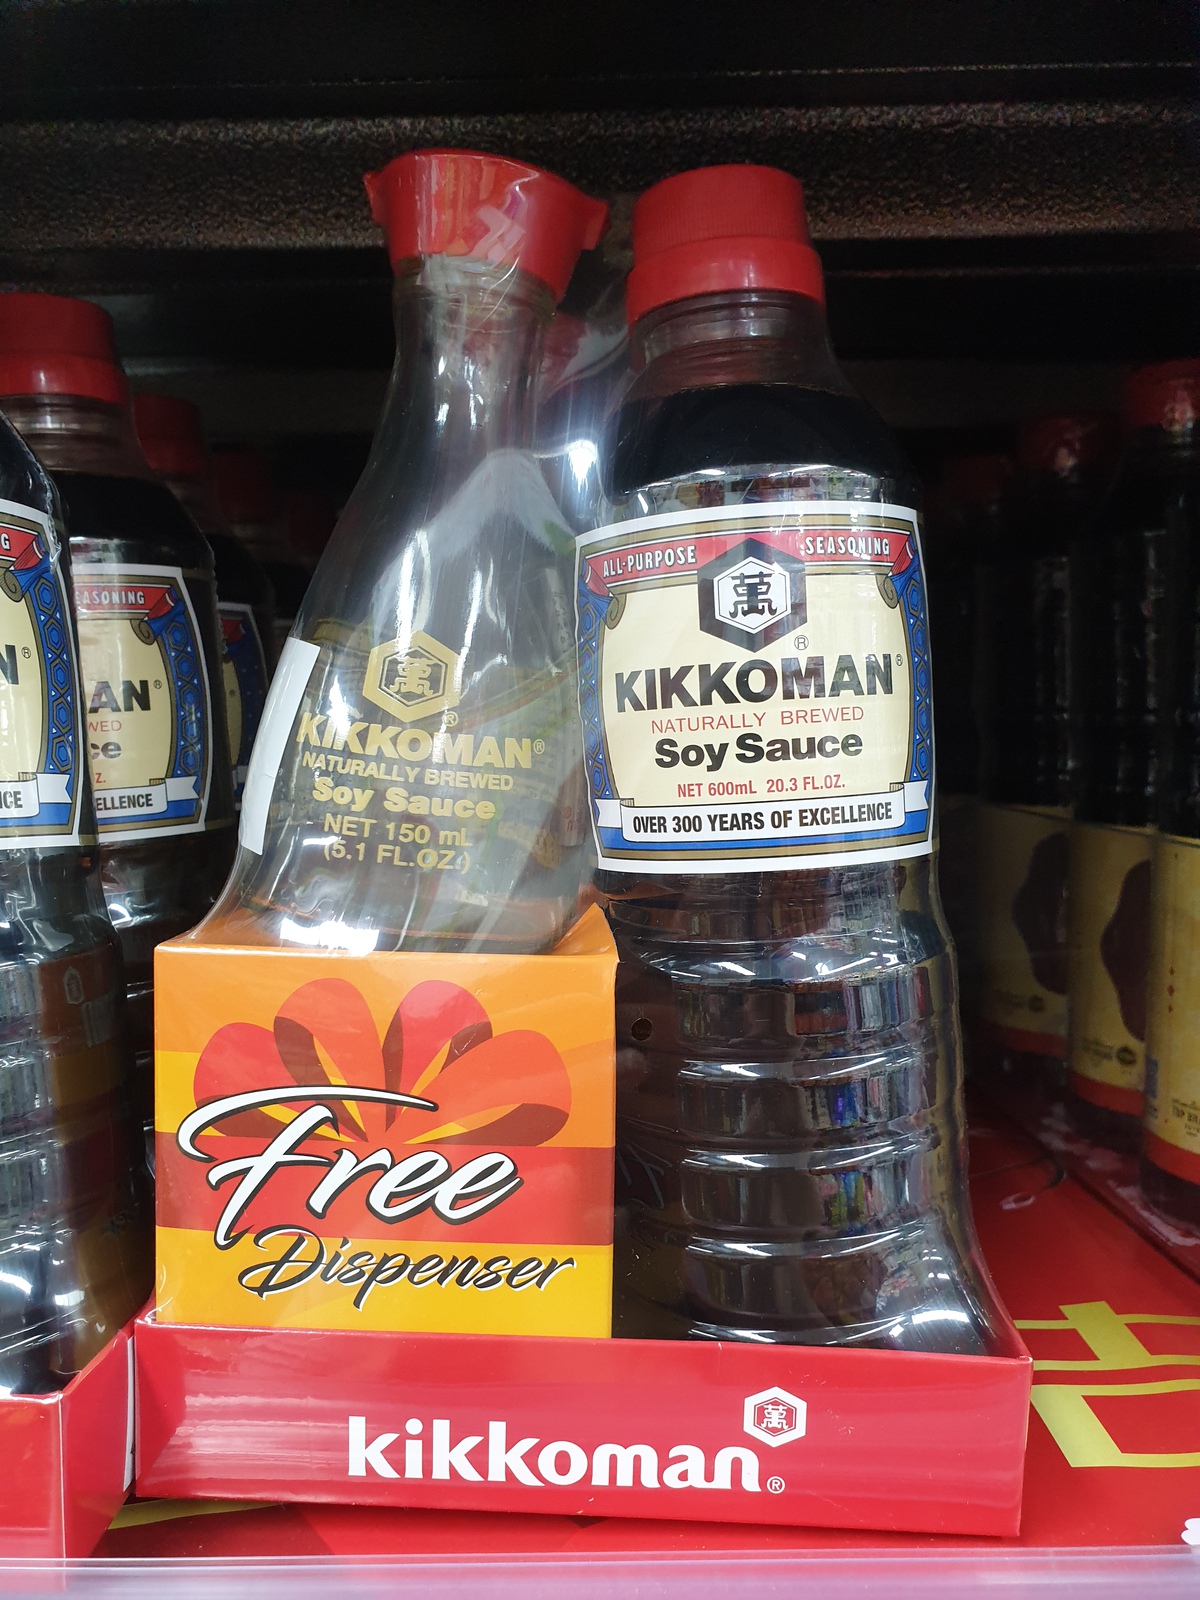 ALL-PURPOSE SEASONING
萬
®
KIKKOMAN®
NATURALLY BREWED
Soy Sauce
NET 600mL 20.3 FL.OZ.
OVER 300 YEARS OF EXCELLENCE
萬
®
KIKKOMAN®
NATURALLY BREWED
Soy Sauce
NET 150 mL
(5.1 FL.OZ.)
Free
Dispenser
kikkoman®
萬
EASONING
AN®
WED
ce
Z.
ELLENCE
G
N®
NCE